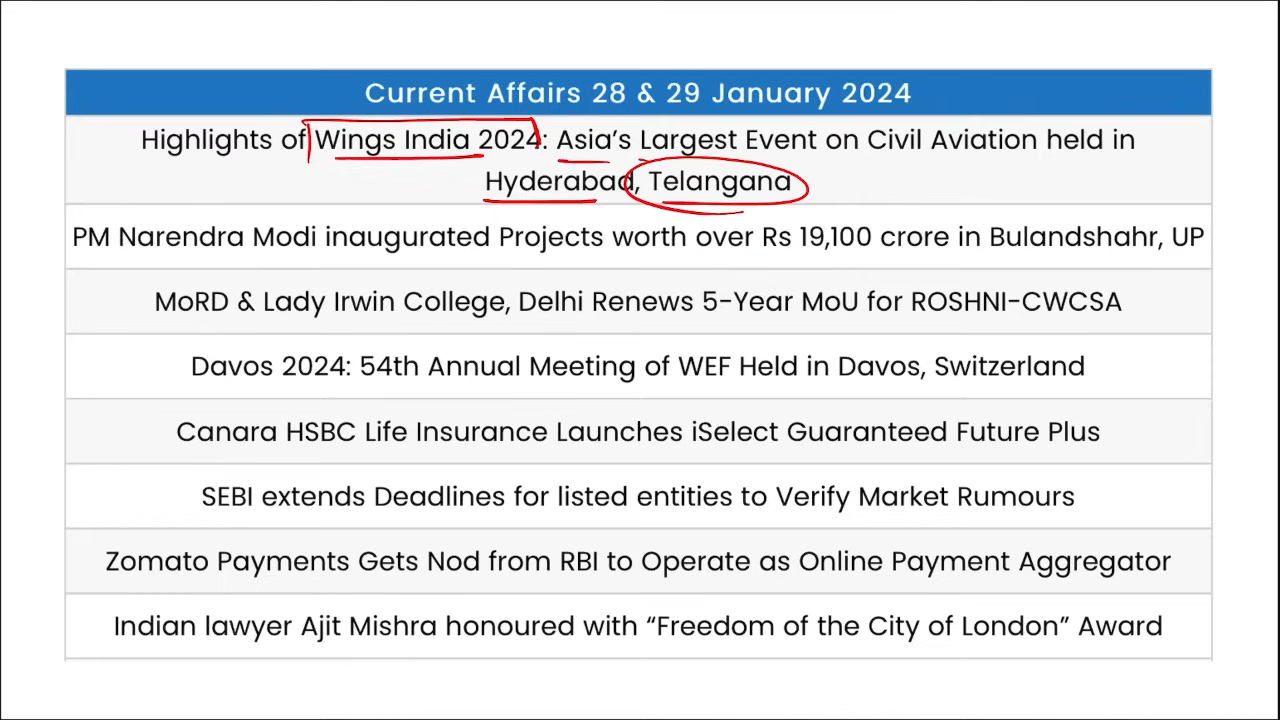 Current Affairs 28 & 29 January 2024
Highlights of Wings India 2024: Asia’s Largest Event on Civil Aviation held in
Hyderabad, Telangana
PM Narendra Modi inaugurated Projects worth over Rs 19,100 crore in Bulandshahr, UP
MoRD & Lady Irwin College, Delhi Renews 5-Year MoU for ROSHNI-CWCSA
Davos 2024: 54th Annual Meeting of WEF Held in Davos, Switzerland
Canara HSBC Life Insurance Launches iSelect Guaranteed Future Plus
SEBI extends Deadlines for listed entities to Verify Market Rumours
Zomato Payments Gets Nod from RBI to Operate as Online Payment Aggregator
Indian lawyer Ajit Mishra honoured with “Freedom of the City of London” Award